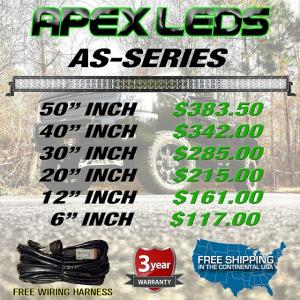 APEX LEDS
AS-SERIES
50” INCH $383.50
40” INCH $342.00
30” INCH $285.00
20” INCH $215.00
12” INCH $161.00
6” INCH $117.00
FREE WIRING HARNESS
3 year
WARRANTY
FREE SHIPPING
IN THE CONTINENTAL USA